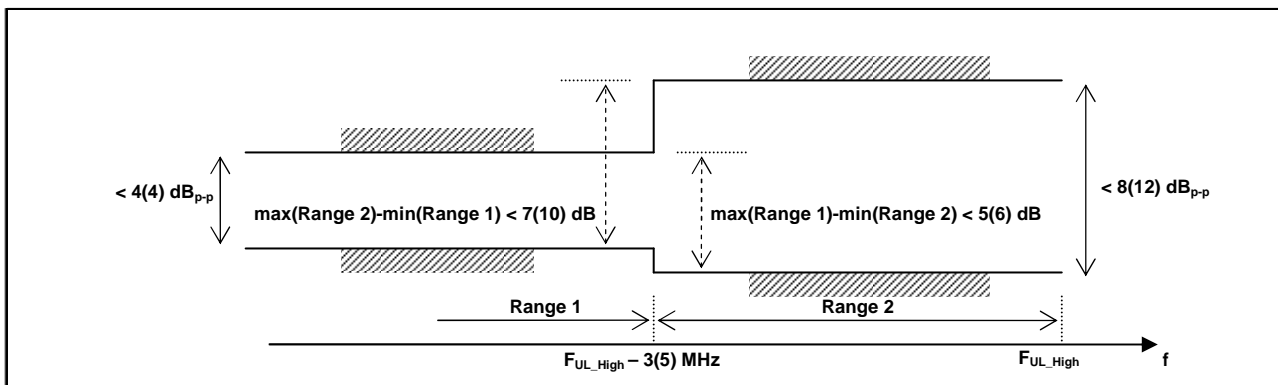 < 4(4) dBp-p
max(Range 2)-min(Range 1) < 7(10) dB
max(Range 1)-min(Range 2) < 5(6) dB
< 8(12) dBp-p
Range 1
Range 2
FUL_High – 3(5) MHz
FUL_High
f